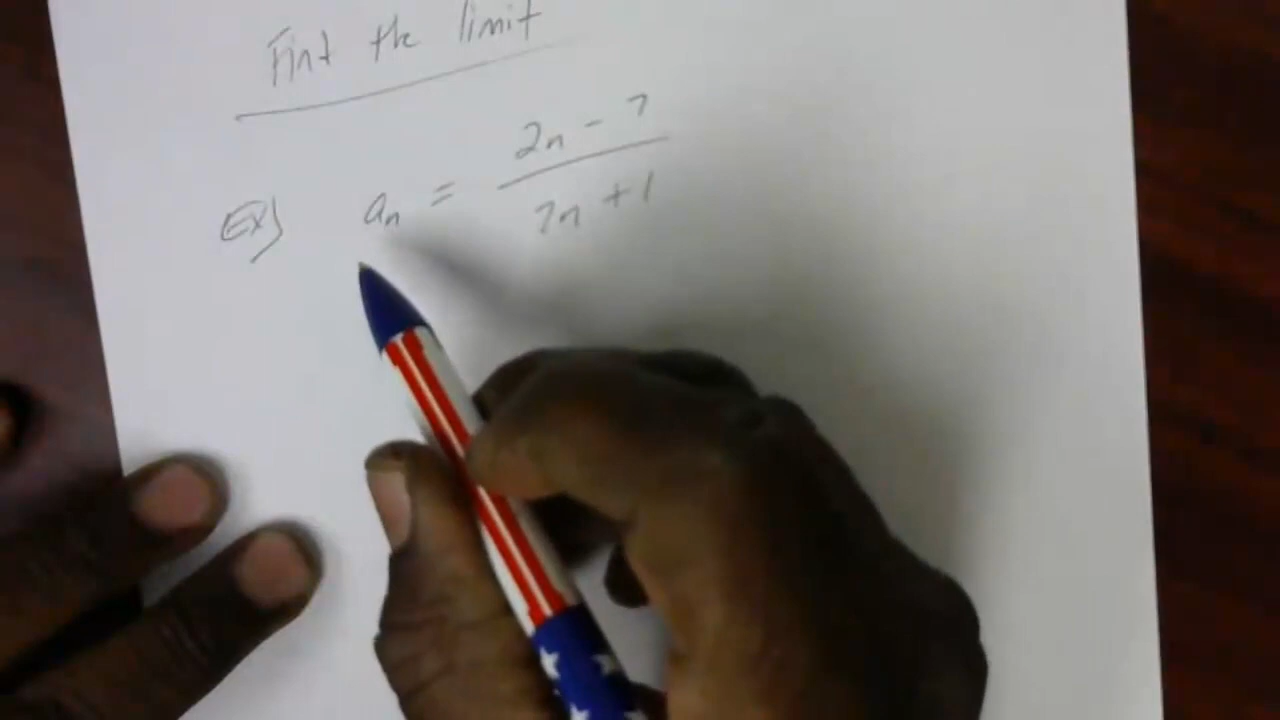 Find the limit
Ex) aₙ = (2n - 7)/(7n + 1)